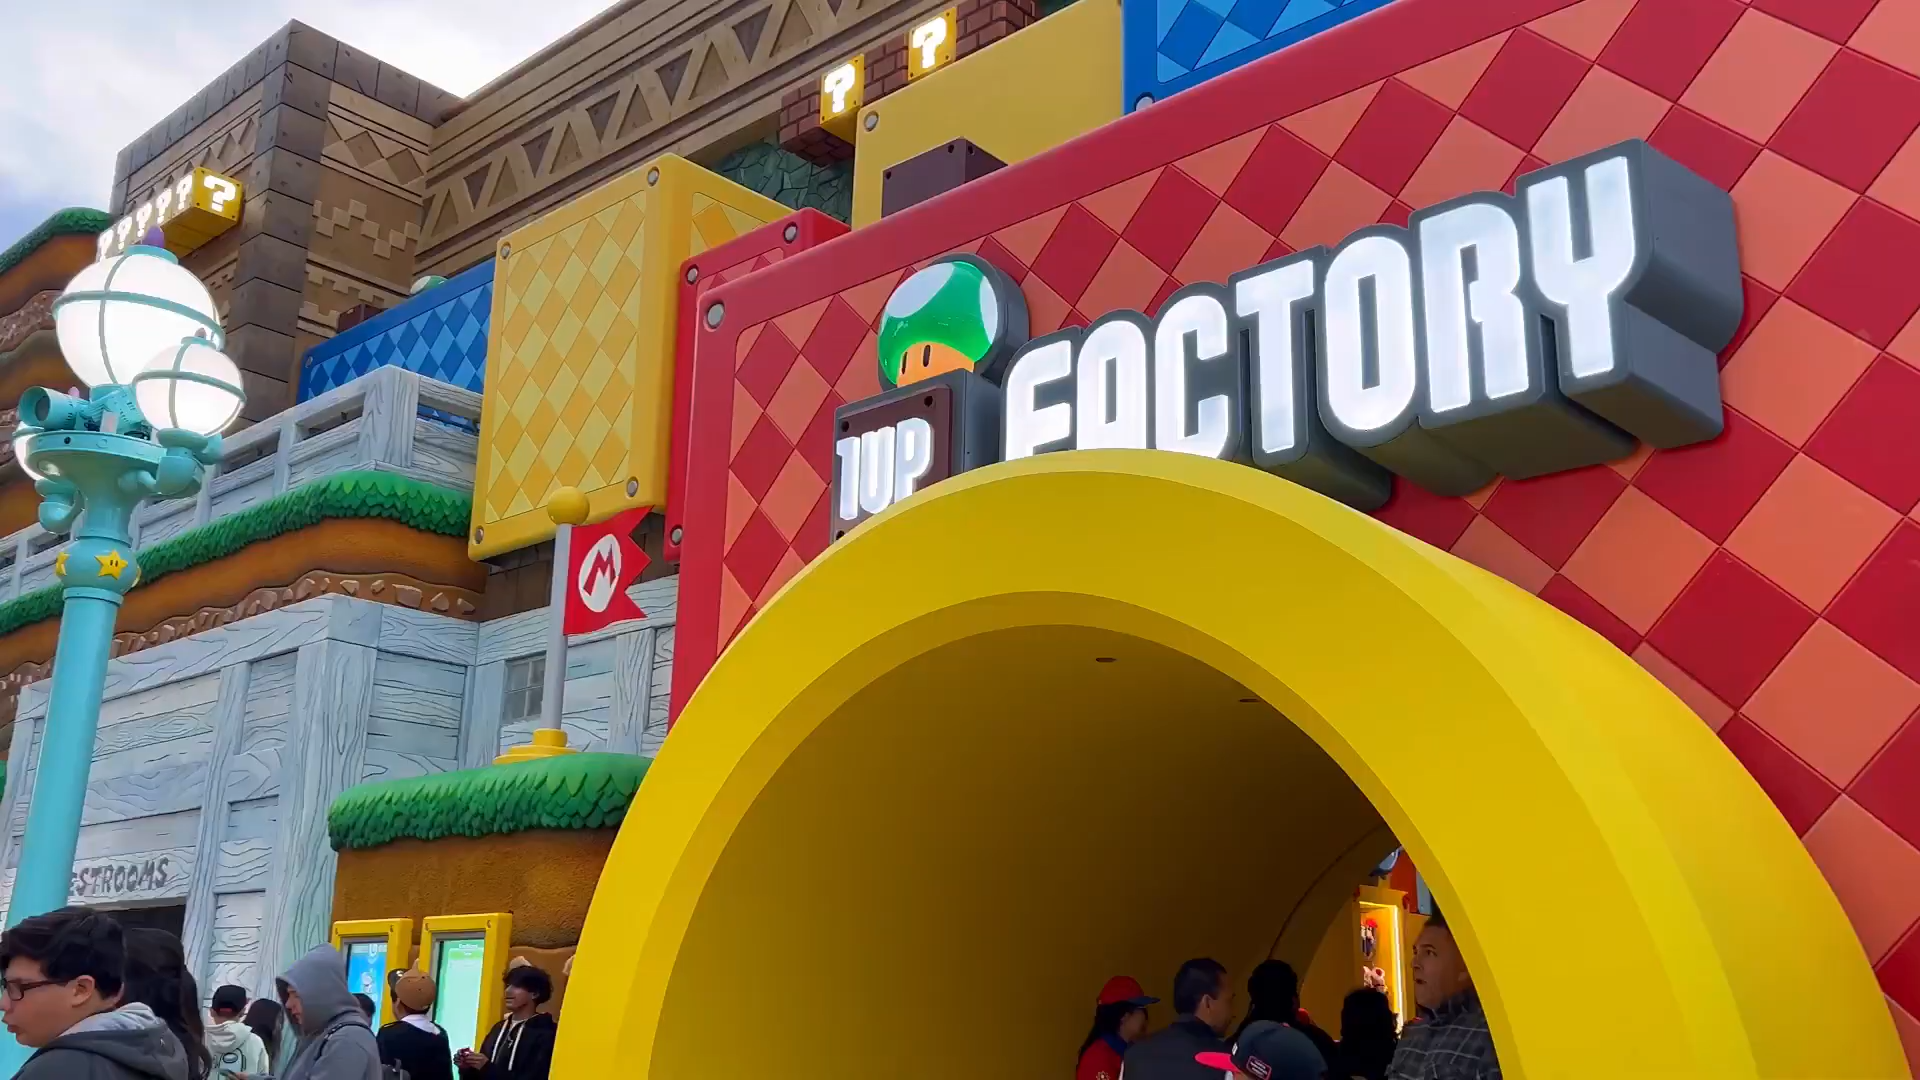 ? ?
? ? ? ? ?
1UP FACTORY
M
ESTROOMS